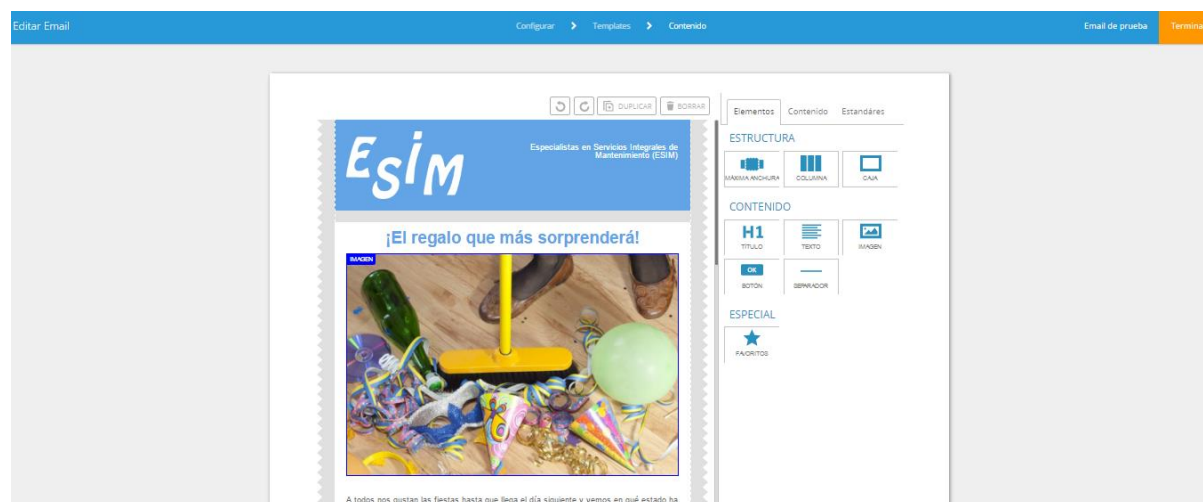 Editar Email
Configurar
Templates
Contenido
Email de prueba
Termina
DUPLICAR
BORRAR
ESIM
Especialistas en Servicios Integrales de
Mantenimiento (ESIM)
¡El regalo que más sorprenderá!
IMAGEN
A todos nos gustan las fiestas hasta que llega el día siguiente y vemos en qué estado ha
Elementos
Contenido
Estandáres
ESTRUCTURA
MÁXIMA ANCHURA
COLUMNA
CAJA
CONTENIDO
H1
TITULO
TEXTO
IMAGEN
OK
BOTÓN
SEPARADOR
ESPECIAL
FAVORITOS